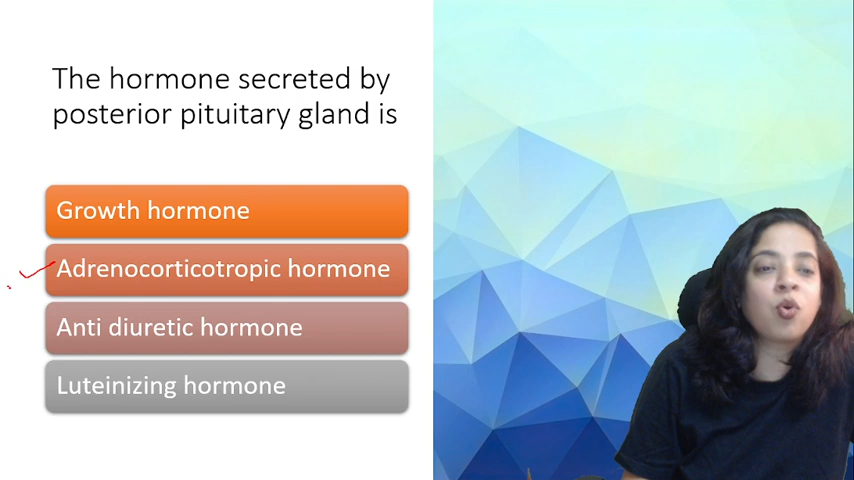 The hormone secreted by
posterior pituitary gland is
Growth hormone
Adrenocorticotropic hormone
Anti diuretic hormone
Luteinizing hormone